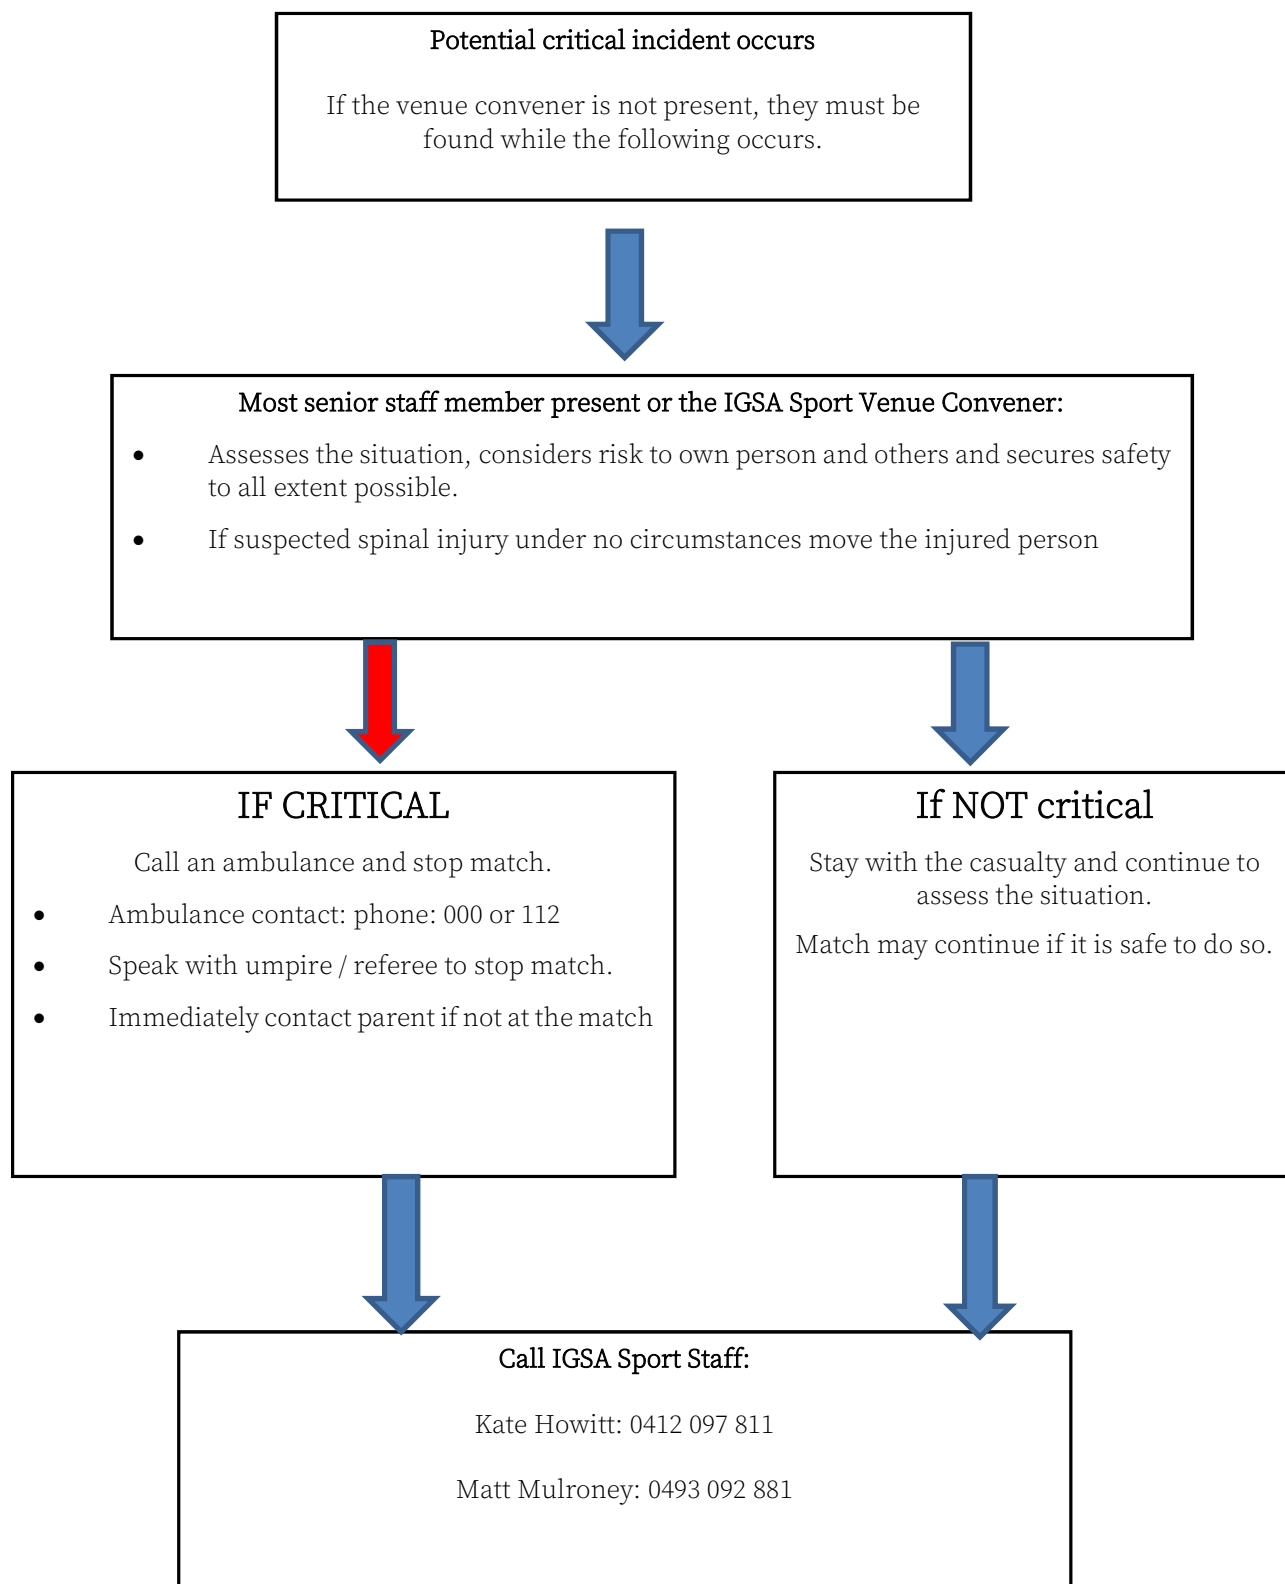 Potential critical incident occurs
If the venue convener is not present, they must be
found while the following occurs.
Most senior staff member present or the IGSA Sport Venue Convener:
• Assesses the situation, considers risk to own person and others and secures safety
to all extent possible.
• If suspected spinal injury under no circumstances move the injured person
IF CRITICAL
Call an ambulance and stop match.
• Ambulance contact: phone: 000 or 112
• Speak with umpire / referee to stop match.
• Immediately contact parent if not at the match
If NOT critical
Stay with the casualty and continue to
assess the situation.
Match may continue if it is safe to do so.
Call IGSA Sport Staff:
Kate Howitt: 0412 097 811
Matt Mulroney: 0493 092 881